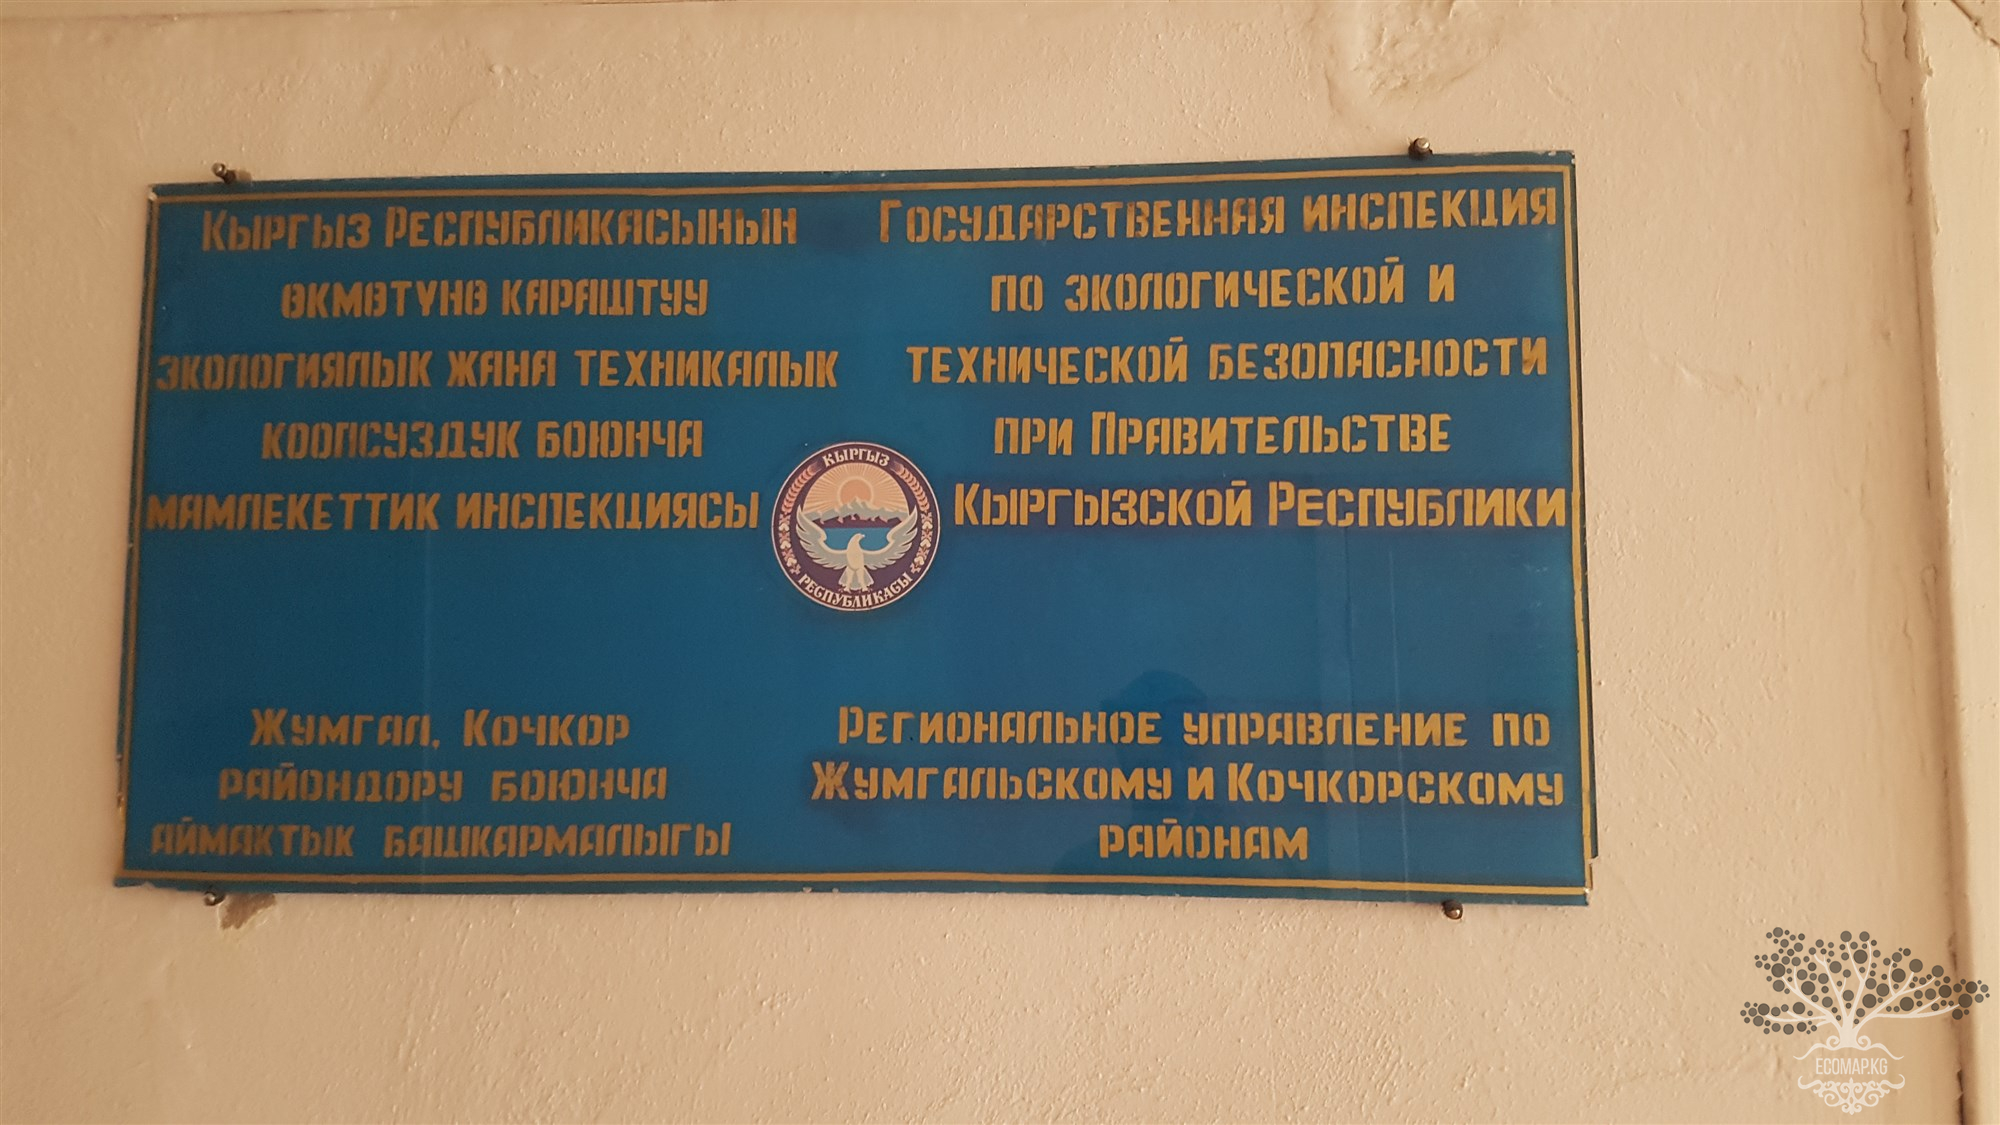 Кыргыз Республикасынын
өкмөтүнө караштуу
экологиялык жана техникалык
коопсуздук боюнча
мамлекеттик инспекциясы
Государственная инспекция
по экологической и
технической безопасности
при Правительстве
Кыргызской Республики
КЫРГЫЗ
РЕСПУБЛИКАСЫ
Жумгал, Кочкор
райондору боюнча
аймактык башкармалыгы
Региональное управление по
Жумгальскому и Кочкорскому
районам
ECOMAP.KG